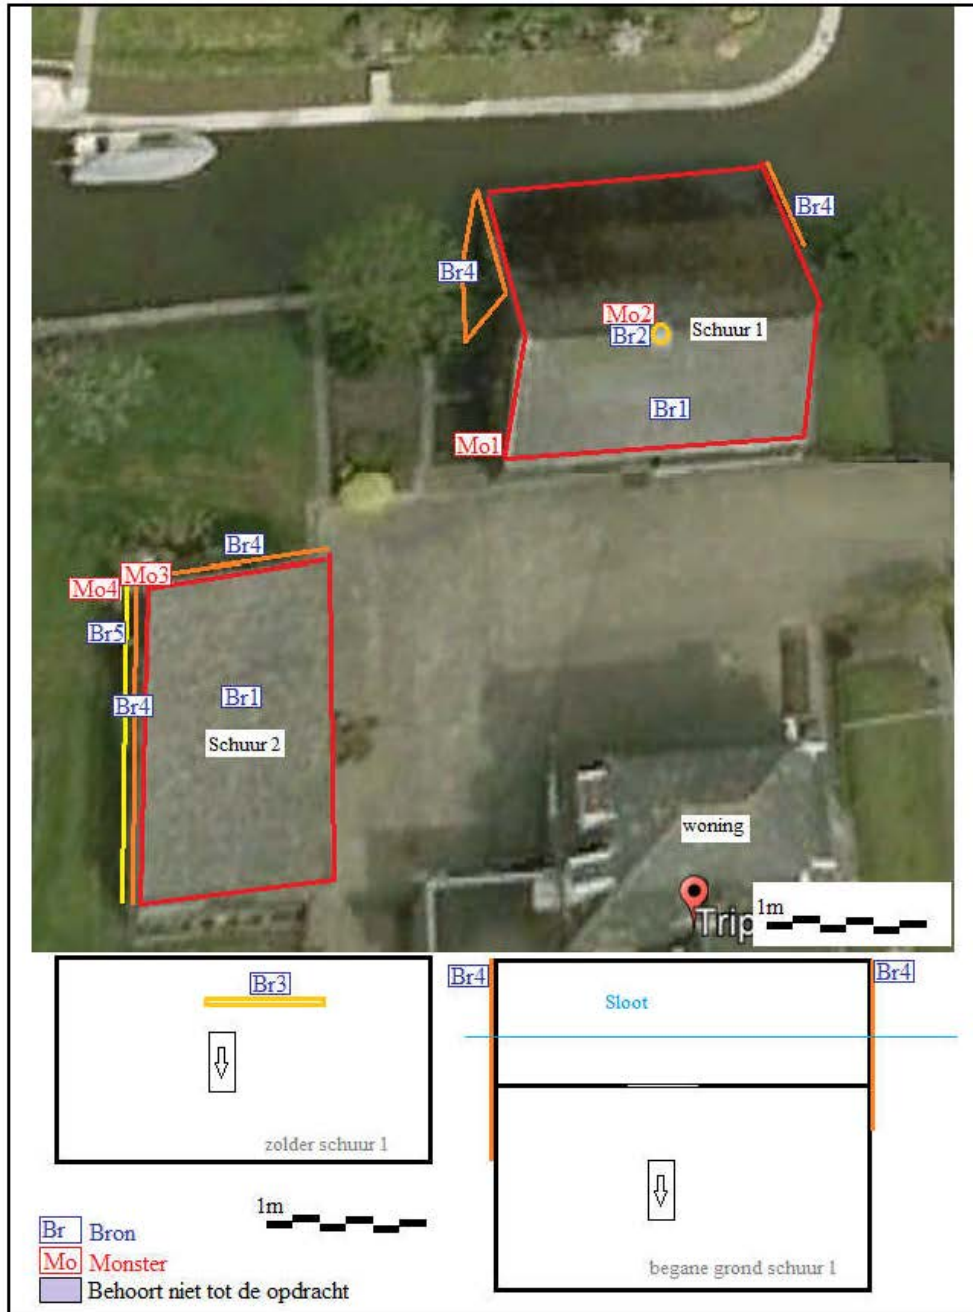 Br4
Br4
Mo2
Br2
Schuur 1
Br1
Mo1
Br4
Mo3
Mo4
Br5
Br4
Br1
Schuur 2
woning
1m
Trip
Br3
zolder schuur 1
Br4
Br4
Sloot
begane grond schuur 1
1m
Br Bron
Mo Monster
Behoort niet tot de opdracht